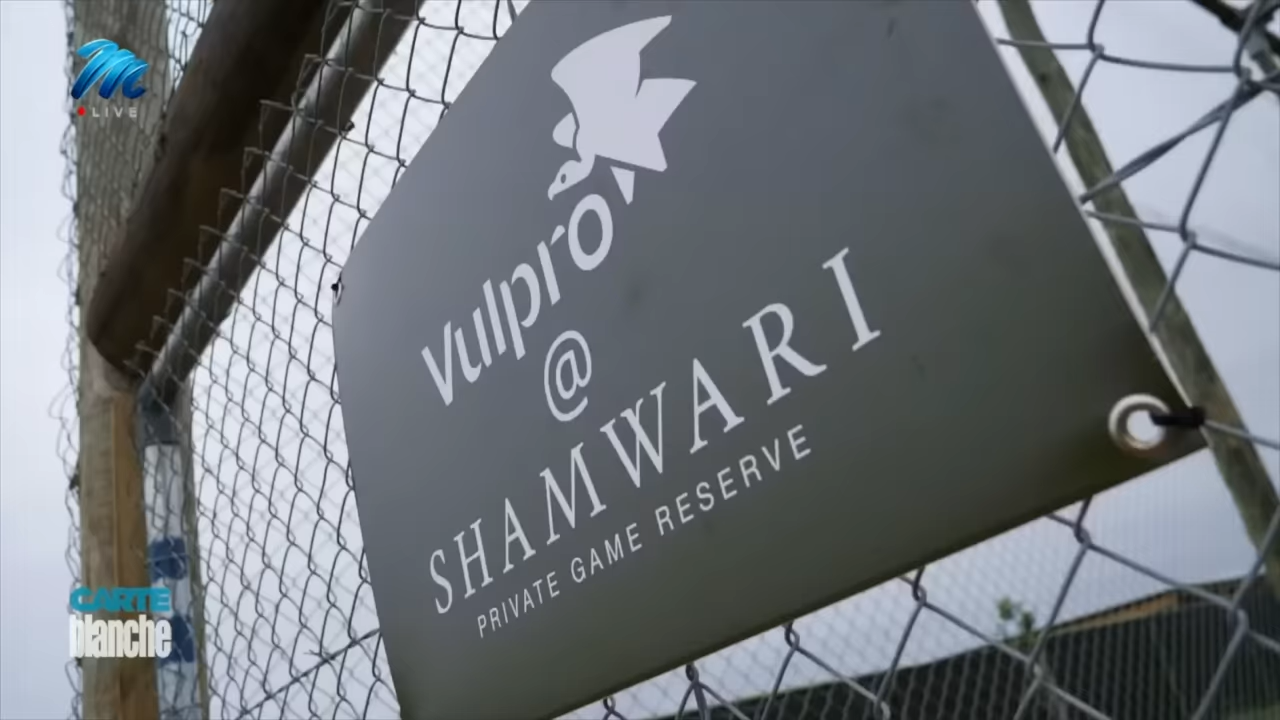 LIVE
Vulpro
@
SHAMWARI
PRIVATE GAME RESERVE
CARTE
blanche